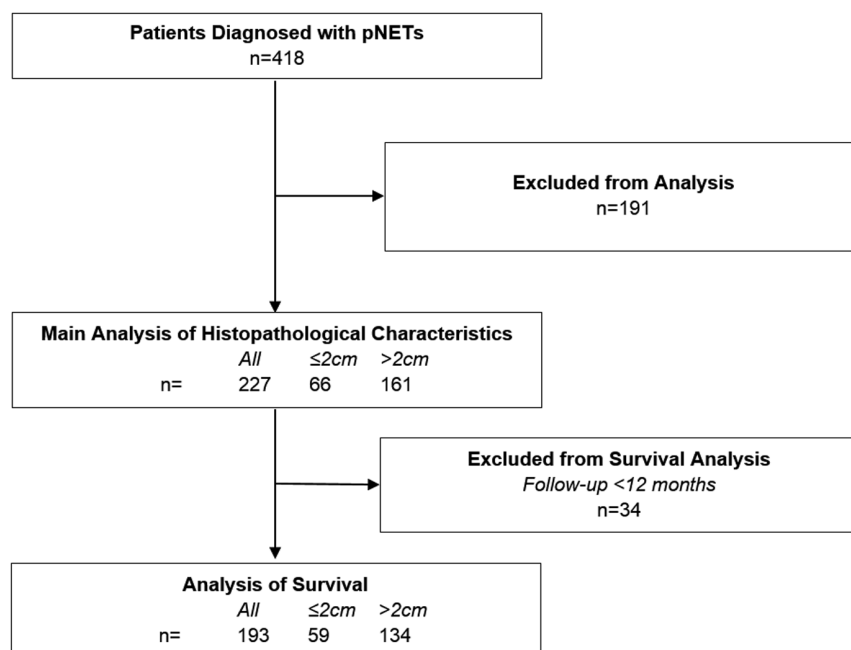 Patients Diagnosed with pNETs
n=418
Excluded from Analysis
n=191
Main Analysis of Histopathological Characteristics
All ≤2cm >2cm
n= 227 66 161
Excluded from Survival Analysis
Follow-up <12 months
n=34
Analysis of Survival
All ≤2cm >2cm
n= 193 59 134